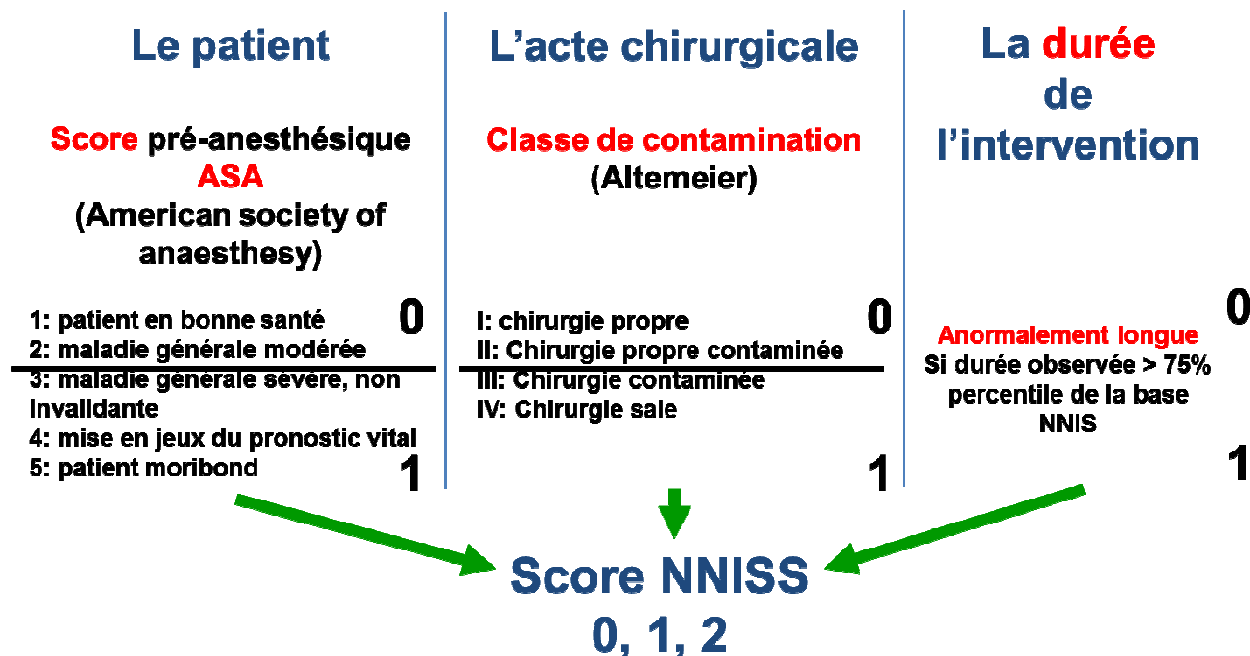 Le patient
Score pré-anesthésique
ASA
(American society of
anaesthesy)
0
1: patient en bonne santé
2: maladie générale modérée
3: maladie générale sévère, non
invalidante
4: mise en jeux du pronostic vital
5: patient moribond
1
L'acte chirurgicale
Classe de contamination
(Altemeier)
0
I: chirurgie propre
II: Chirurgie propre contaminée
III: Chirurgie contaminée
IV: Chirurgie sale
1
La durée
de
l'intervention
0
Anormalement longue
Si durée observée > 75%
percentile de la base
NNIS
1
Score NNISS
0, 1, 2